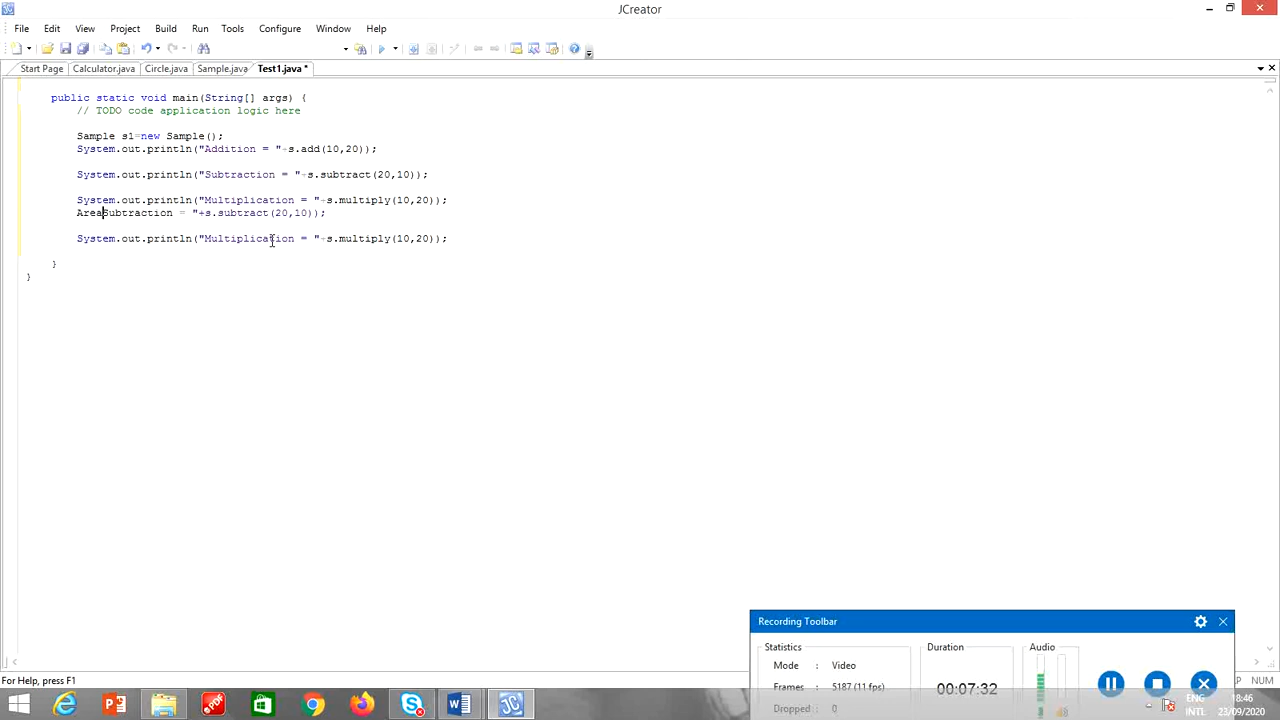 JCreator
File Edit View Project Build Run Tools Configure Window Help
Start Page Calculator.java Circle.java Sample.java Test1.java *
public static void main(String[] args) {
// TODO code application logic here
Sample s1=new Sample();
System.out.println("Addition = "+s.add(10,20));
System.out.println("Subtraction = "+s.subtract(20,10));
System.out.println("Multiplication = "+s.multiply(10,20));
AreaSubtraction = "+s.subtract(20,10));
System.out.println("Multiplication = "+s.multiply(10,20));
}
}
Recording Toolbar
Statistics Duration Audio
Mode : Video
Frames : 5187 (11 fps)
00:07:32
Dropped : 0
For Help, press F1
NUM
ENG 18:46
INTL 23/09/2020